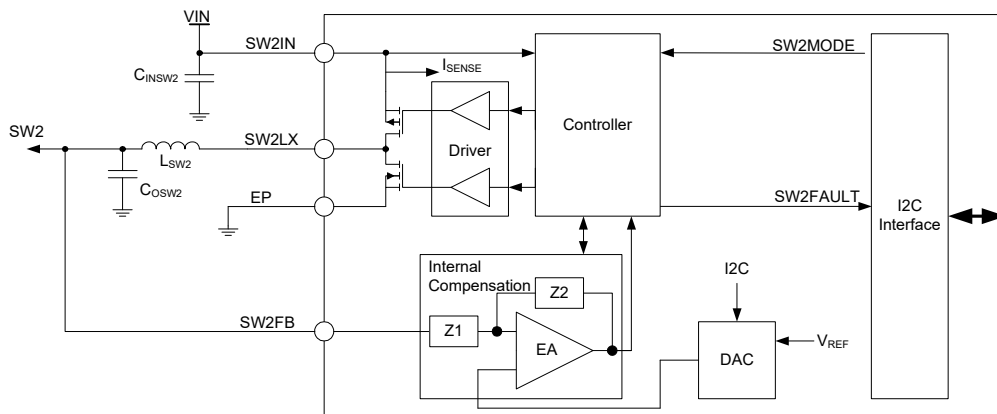 VIN
SW2IN
SW2MODE
CINSW2
ISENSE
Controller
SW2
SW2LX
Driver
LSW2
COSW2
EP
SW2FAULT
I2C
Interface
Internal
Compensation
I2C
Z2
SW2FB
Z1
EA
DAC
VREF